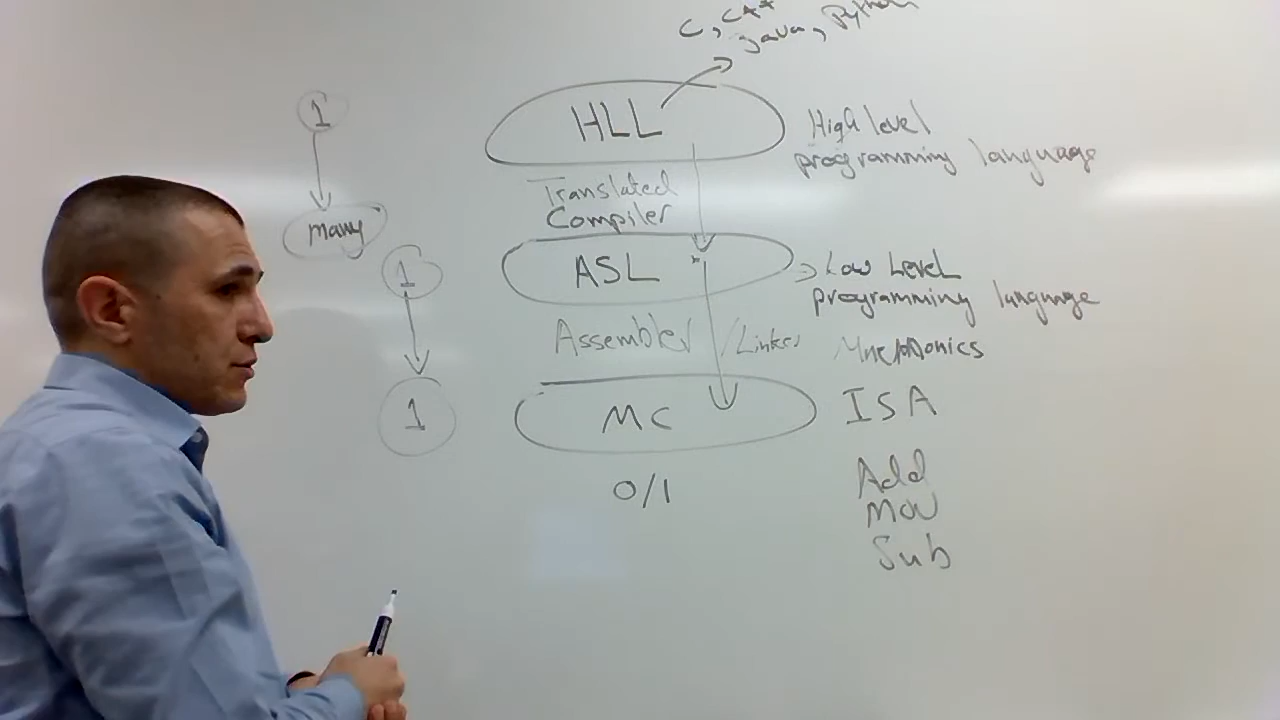 C, C++
Java, Python
HLL
High level
programming language
1
many
Translated
Compiler
1
ASL
Low Level
programming language
Assembler / Linker
Mnemonics
1
MC
ISA
0/1
Add
Mov
Sub